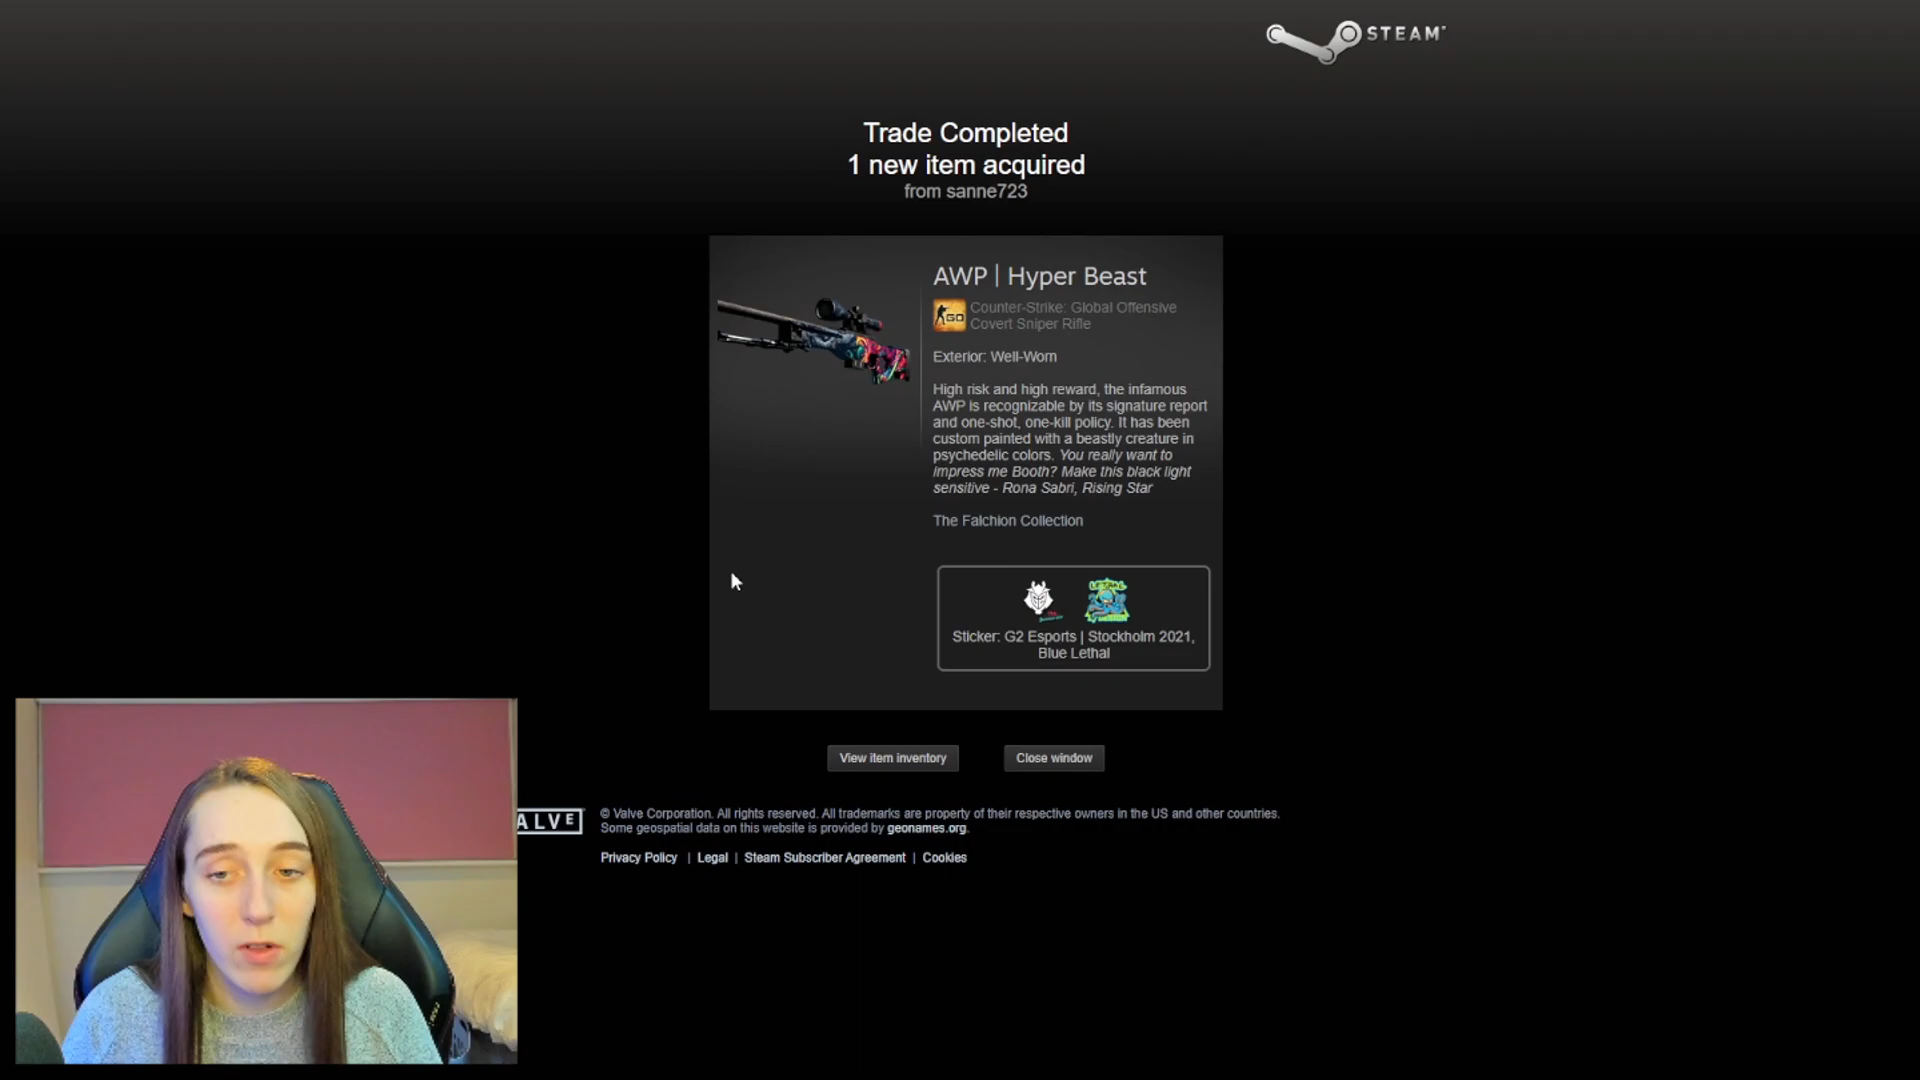 STEAM
Trade Completed
1 new item acquired
from sanne723
AWP | Hyper Beast
GO
Counter-Strike: Global Offensive
Covert Sniper Rifle
Exterior: Well-Worn
High risk and high reward, the infamous
AWP is recognizable by its signature report
and one-shot, one-kill policy. It has been
custom painted with a beastly creature in
psychedelic colors. You really want to
impress me Booth? Make this black light
sensitive - Rona Sabri, Rising Star
The Falchion Collection
LETHAL
Sticker: G2 Esports | Stockholm 2021,
Blue Lethal
View item inventory
Close window
ALVE
© Valve Corporation. All rights reserved. All trademarks are property of their respective owners in the US and other countries.
Some geospatial data on this website is provided by geonames.org.
Privacy Policy | Legal | Steam Subscriber Agreement | Cookies